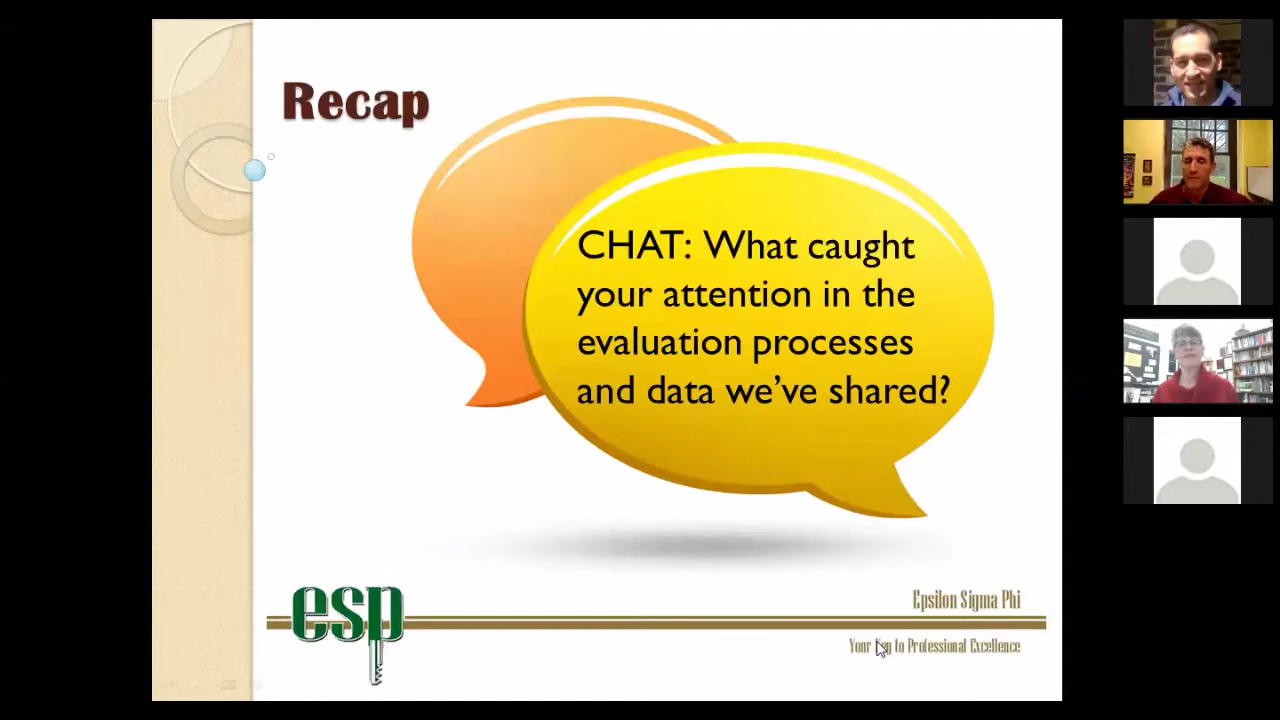 Recap
CHAT: What caught
your attention in the
evaluation processes
and data we've shared?
esp
Epsilon Sigma Phi
Your Key to Professional Excellence